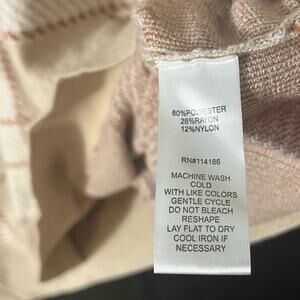 60%POLYESTER
28%RAYON
12%NYLON
RN#114186
MACHINE WASH
COLD
WITH LIKE COLORS
GENTLE CYCLE
DO NOT BLEACH
RESHAPE
LAY FLAT TO DRY
COOL IRON IF
NECESSARY